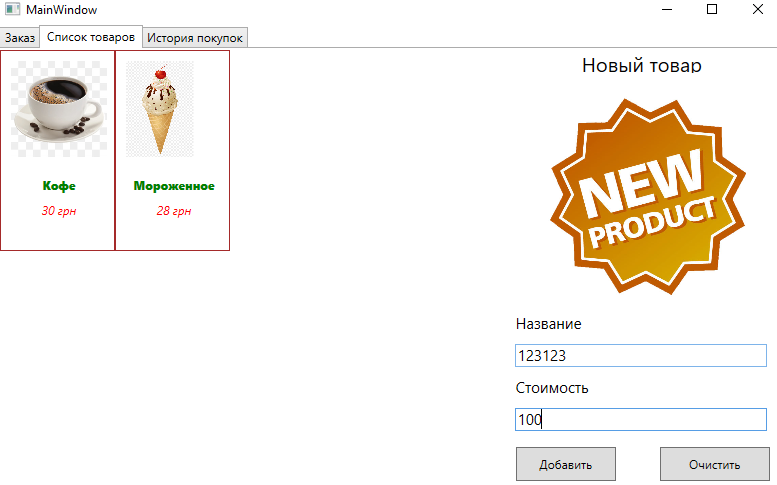 MainWindow
Заказ Список товаров История покупок
Кофе
30 грн
Мороженное
28 грн
Новый товар
NEW
PRODUCT
Название
123123
Стоимость
100
Добавить Очистить